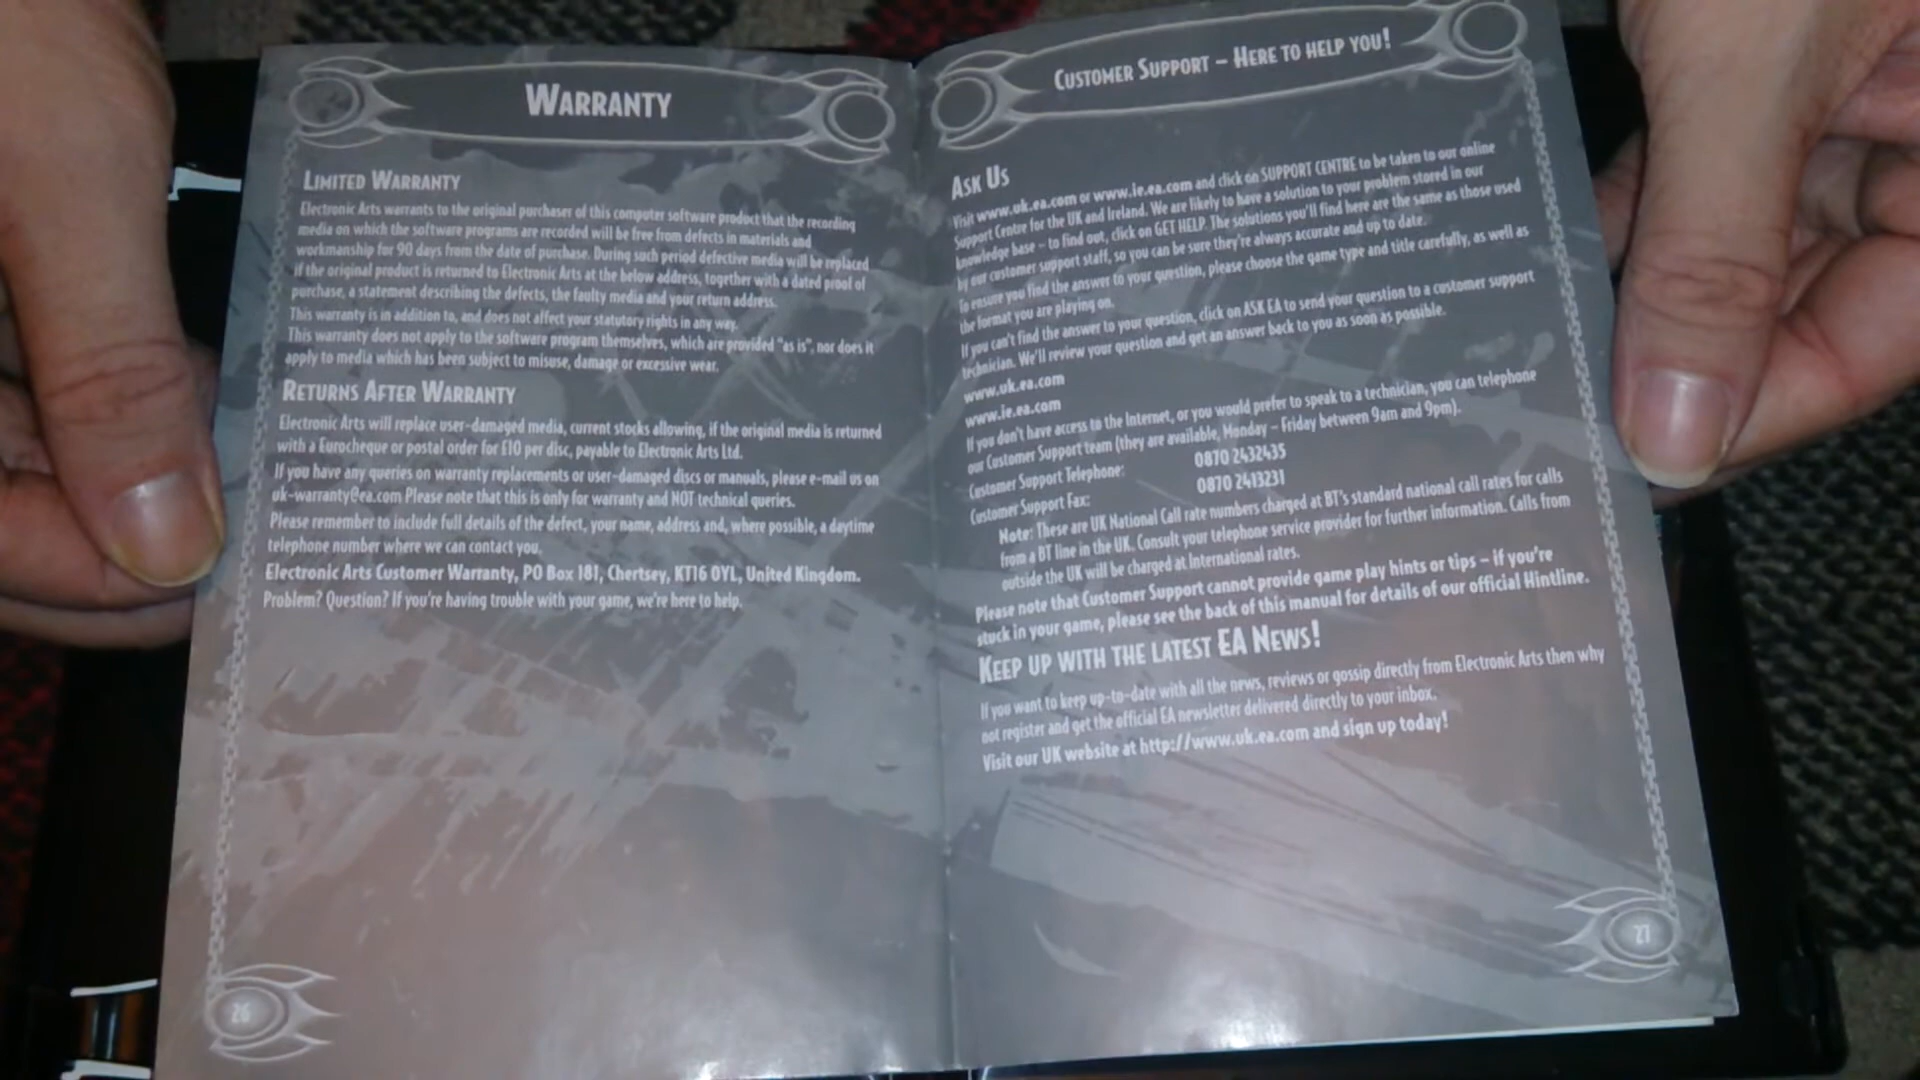 WARRANTY
LIMITED WARRANTY
Electronic Arts warrants to the original purchaser of this computer software product that the recording
media on which the software programs are recorded will be free from defects in materials and
workmanship for 90 days from the date of purchase. During such period defective media will be replaced
if the original product is returned to Electronic Arts at the below address, together with a dated proof of
purchase, a statement describing the defects, the faulty media and your return address.
This warranty is in addition to, and does not affect your statutory rights in any way.
This warranty does not apply to the software program themselves, which are provided "as is", nor does it
apply to media which has been subject to misuse, damage or excessive wear.
RETURNS AFTER WARRANTY
Electronic Arts will replace user-damaged media, current stocks allowing, if the original media is returned
with a Eurocheque or postal order for £10 per disc, payable to Electronic Arts Ltd.
If you have any queries on warranty replacements or user-damaged discs or manuals, please e-mail us on
uk-warranty@ea.com Please note that this is only for warranty and NOT technical queries.
Please remember to include full details of the defect, your name, address and, where possible, a daytime
telephone number where we can contact you.
Electronic Arts Customer Warranty, PO Box 181, Chertsey, KT16 0YL, United Kingdom.
Problem? Question? If you're having trouble with your game, we're here to help.
26
CUSTOMER SUPPORT – HERE TO HELP YOU!
ASK US
Visit www.uk.ea.com or www.ie.ea.com and click on SUPPORT CENTRE to be taken to our online
Support Centre for the UK and Ireland. We are likely to have a solution to your problem stored in our
knowledge base – to find out, click on GET HELP. The solutions you'll find here are the same as those used
by our customer support staff, so you can be sure they're always accurate and up to date.
To ensure you find the answer to your question, please choose the game type and title carefully, as well as
the format you are playing on.
If you can't find the answer to your question, click on ASK EA to send your question to a customer support
technician. We'll review your question and get an answer back to you as soon as possible.
www.uk.ea.com
www.ie.ea.com
If you don't have access to the Internet, or you would prefer to speak to a technician, you can telephone
our Customer Support team (they are available, Monday – Friday between 9am and 9pm).
Customer Support Telephone: 0870 2432435
Customer Support Fax: 0870 2413231
Note: These are UK National Call rate numbers charged at BT's standard national call rates for calls
from a BT line in the UK. Consult your telephone service provider for further information. Calls from
outside the UK will be charged at International rates.
Please note that Customer Support cannot provide game play hints or tips – if you're
stuck in your game, please see the back of this manual for details of our official Hintline.
KEEP UP WITH THE LATEST EA NEWS!
If you want to keep up-to-date with all the news, reviews or gossip directly from Electronic Arts then why
not register and get the official EA newsletter delivered directly to your inbox.
Visit our UK website at http://www.uk.ea.com and sign up today!
27